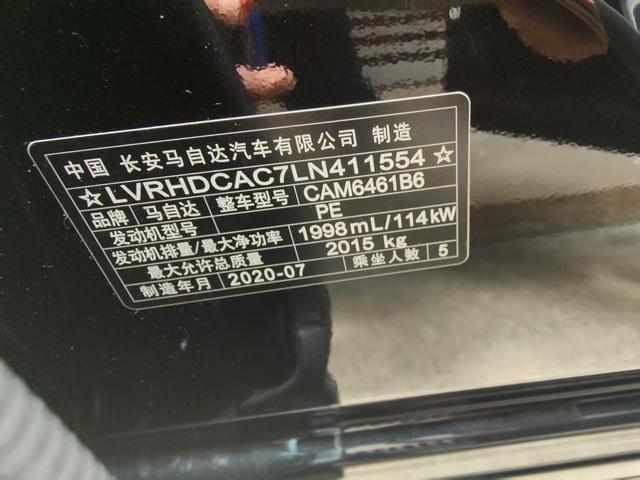 中国 长安马自达汽车有限公司 制造
☆LVRHDCAC7LN411554☆
品牌 马自达 整车型号 CAM6461B6
发动机型号 PE
发动机排量/最大净功率 1998mL/114kW
最大允许总质量 2015 kg
制造年月 2020-07 乘坐人数 5